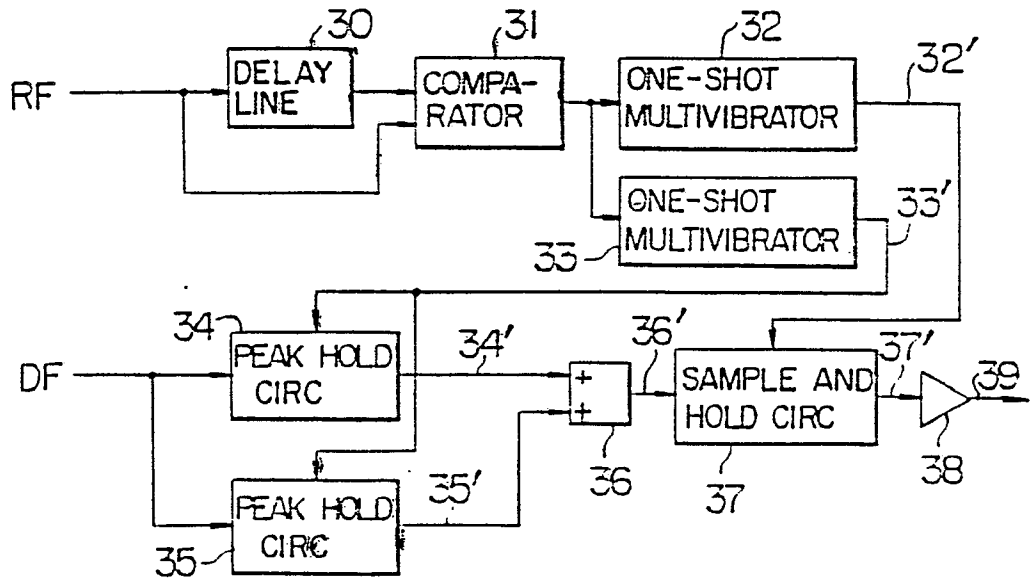 30
31
32
32′
RF
DELAY
LINE
COMPA-
RATOR
ONE-SHOT
MULTIVIBRATOR
ONE-SHOT
MULTIVIBRATOR
33
33′
34
34′
36′
37′
39
DF
PEAK HOLD
CIRC
+
+
SAMPLE AND
HOLD CIRC
36
37
38
35′
PEAK HOLD
CIRC
35